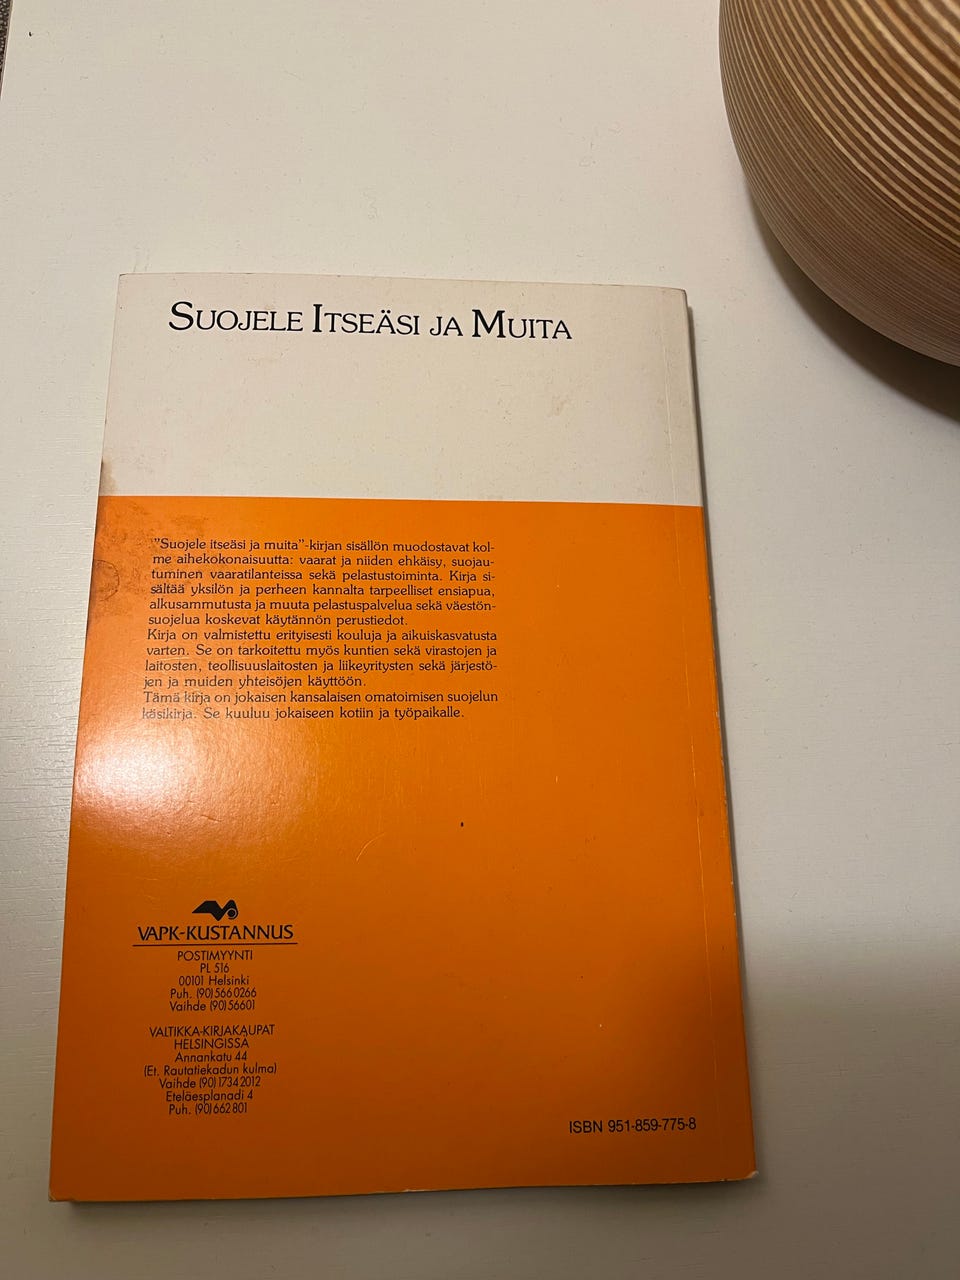 SUOJELE ITSEÄSI JA MUITA
"Suojele itseäsi ja muita"-kirjan sisällön muodostavat kol-
me aihekokonaisuutta: vaarat ja niiden ehkäisy, suojau-
tuminen vaaratilanteissa sekä pelastustoiminta. Kirja si-
sältää yksilön ja perheen kannalta tarpeelliset ensiapua,
alkusammutusta ja muuta pelastuspalvelua sekä väestön-
suojelua koskevat käytännön perustiedot.
Kirja on valmistettu erityisesti kouluja ja aikuiskasvatusta
varten. Se on tarkoitettu myös kuntien sekä virastojen ja
laitosten, teollisuuslaitosten ja liikeyritysten sekä järjestö-
jen ja muiden yhteisöjen käyttöön.
Tämä kirja on jokaisen kansalaisen omatoimisen suojelun
käsikirja. Se kuuluu jokaiseen kotiin ja työpaikalle.
VAPK-KUSTANNUS
POSTIMYYNTI
PL 516
00101 Helsinki
Puh. (90) 566 0266
Vaihde (90) 56601
VALTIKKA-KIRJAKAUPAT
HELSINGISSÄ
Annankatu 44
(Et. Rautatiekadun kulma)
Vaihde (90) 1734 2012
Eteläesplanadi 4
Puh. (90) 662 801
ISBN 951-859-775-8